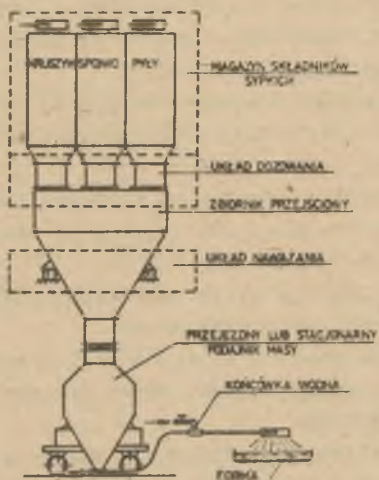 KRUSZYWO SPOIWO PYŁY
MAGAZYN SKŁADNIKÓW
SYPKICH
UKŁAD DOZOWANIA
ZBIORNIK PRZEJŚCIOWY
UKŁAD NAWAŻANIA
PRZEJEZDNY LUB STACJONARNY
PODAJNIK MASY
KOŃCÓWKA WODNA
FORMA